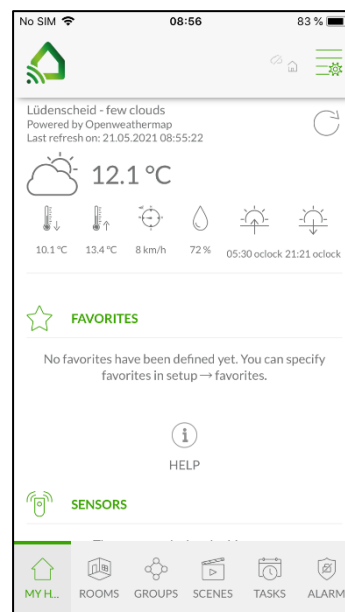 No SIM 08:56 83 %
Lüdenscheid - few clouds
Powered by Openweathermap
Last refresh on: 21.05.2021 08:55:22
12.1 °C
10.1 °C 13.4 °C 8 km/h 72 % 05:30 oclock 21:21 oclock
FAVORITES
No favorites have been defined yet. You can specify
favorites in setup → favorites.
HELP
SENSORS
MY H... ROOMS GROUPS SCENES TASKS ALARM